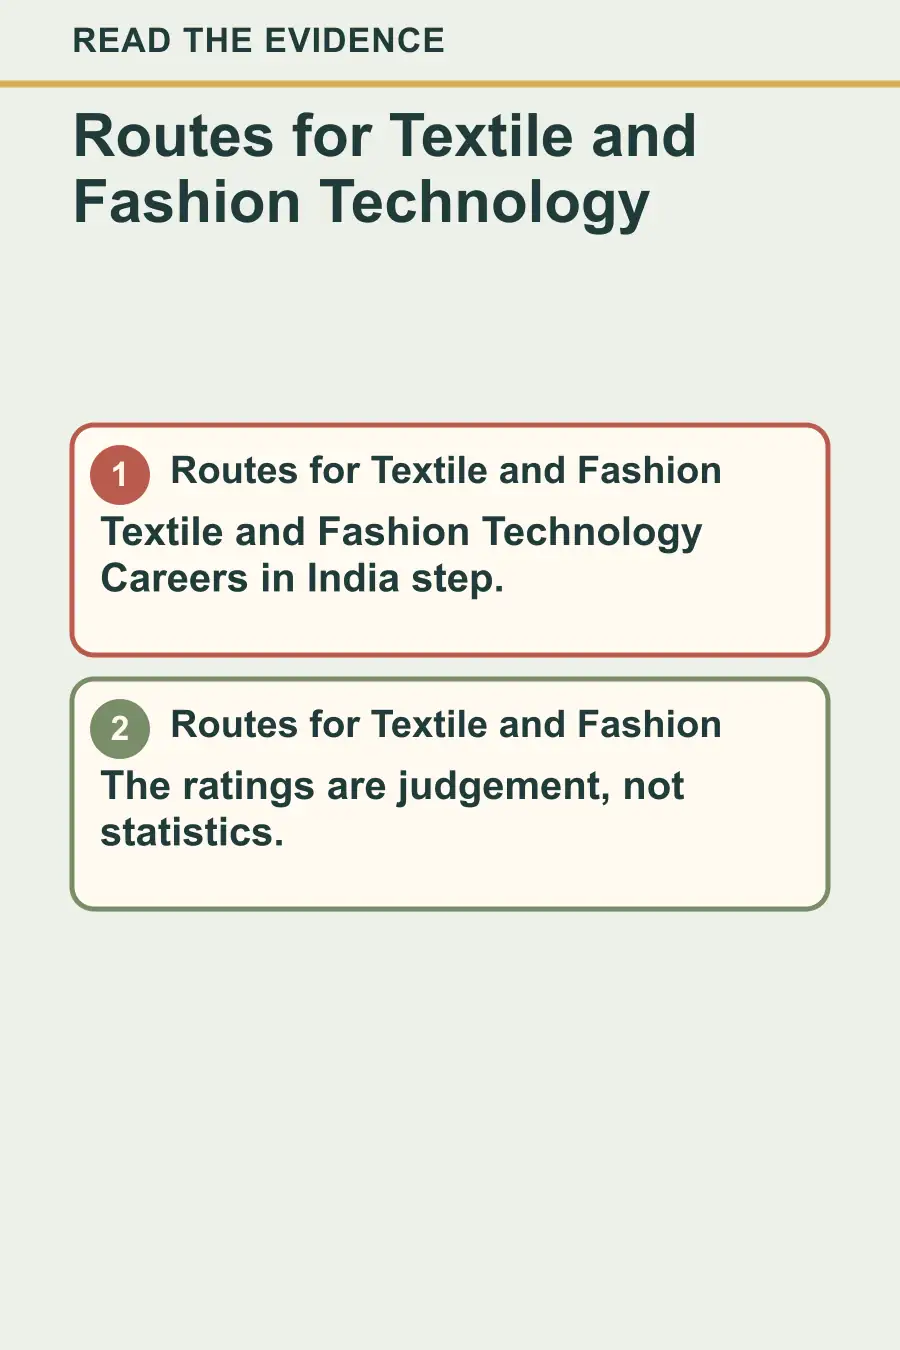 READ THE EVIDENCE
Routes for Textile and
Fashion Technology
1 Routes for Textile and Fashion
Textile and Fashion Technology
Careers in India step.
2 Routes for Textile and Fashion
The ratings are judgement, not
statistics.